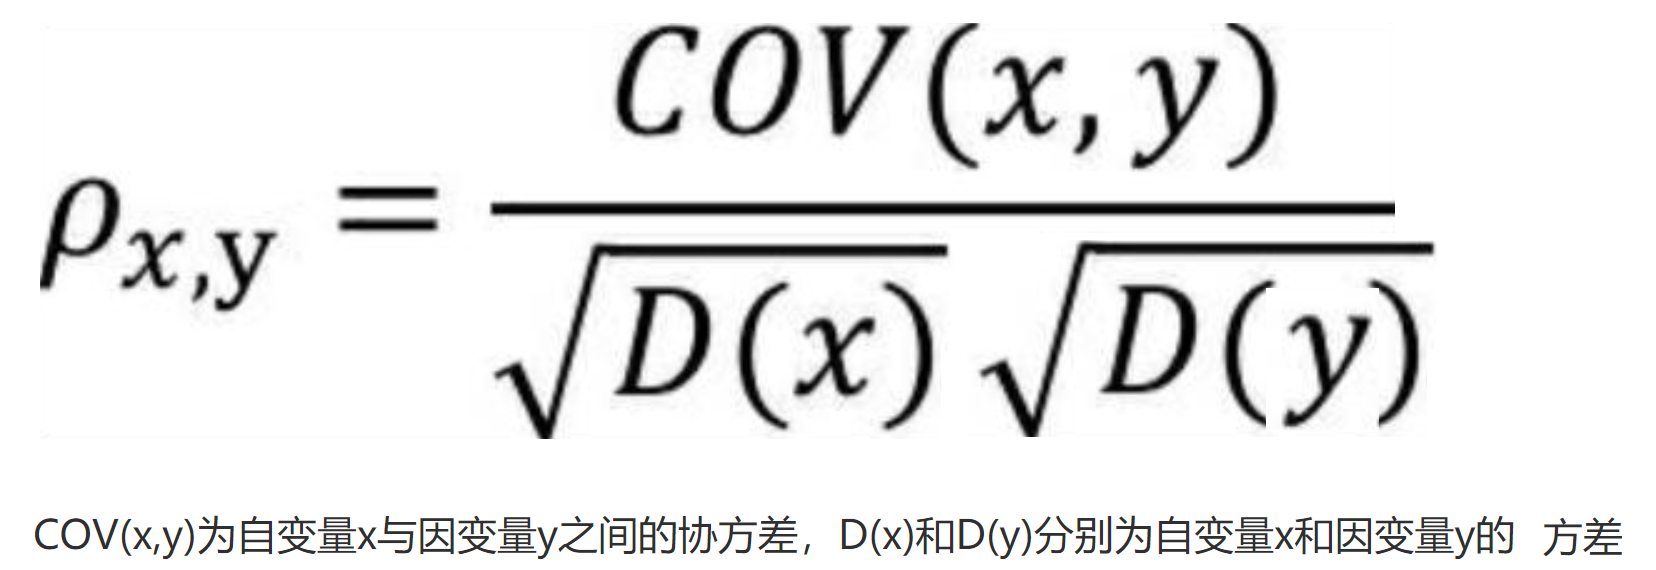 ρx,y = COV(x, y) / √D(x) √D(y)
COV(x,y)为自变量x与因变量y之间的协方差，D(x)和D(y)分别为自变量x和因变量y的 方差